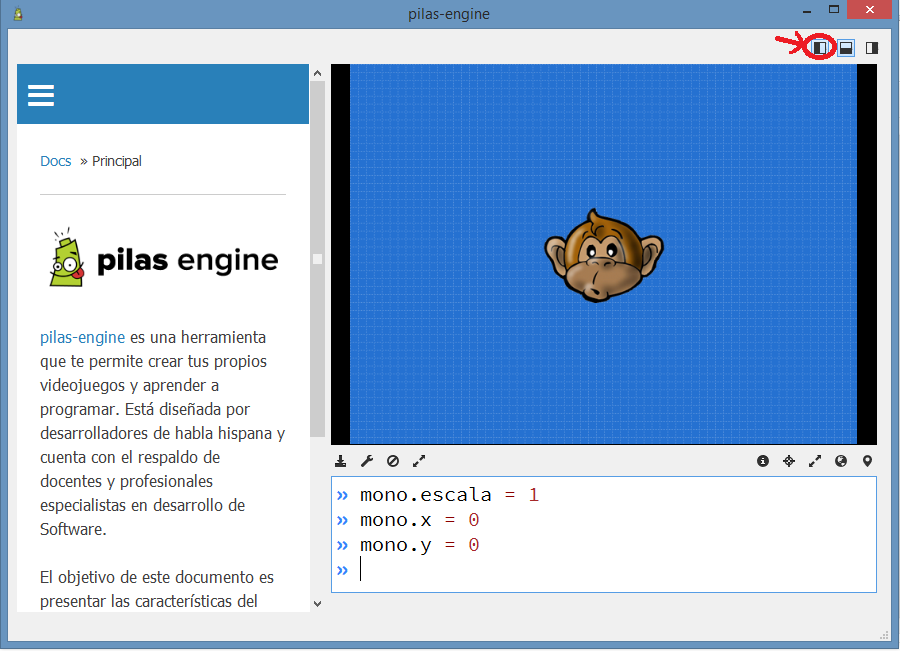 pilas-engine
Docs » Principal
pilas engine
pilas-engine es una herramienta
que te permite crear tus propios
videojuegos y aprender a
programar. Está diseñada por
desarrolladores de habla hispana y
cuenta con el respaldo de
docentes y profesionales
especialistas en desarrollo de
Software.
El objetivo de este documento es
presentar las características del
» mono.escala = 1
» mono.x = 0
» mono.y = 0
»